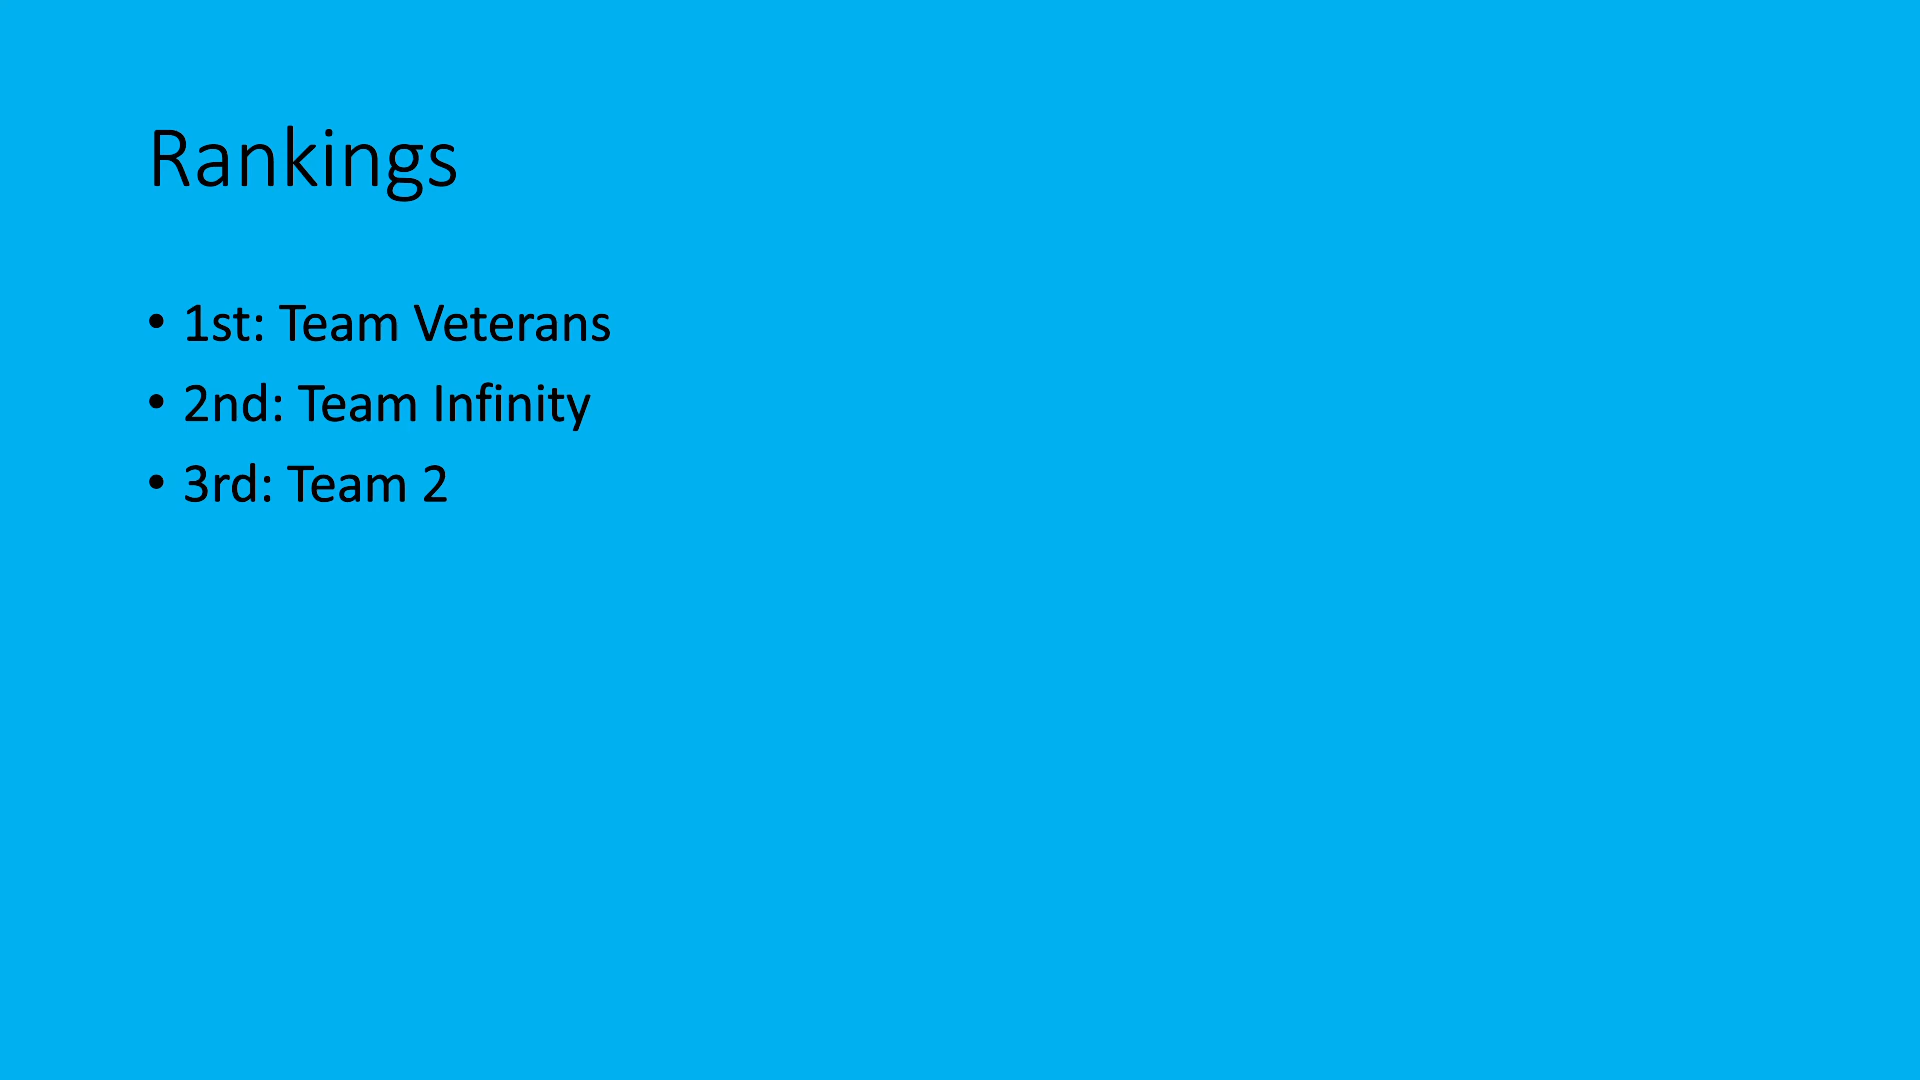 Rankings
• 1st: Team Veterans
• 2nd: Team Infinity
• 3rd: Team 2